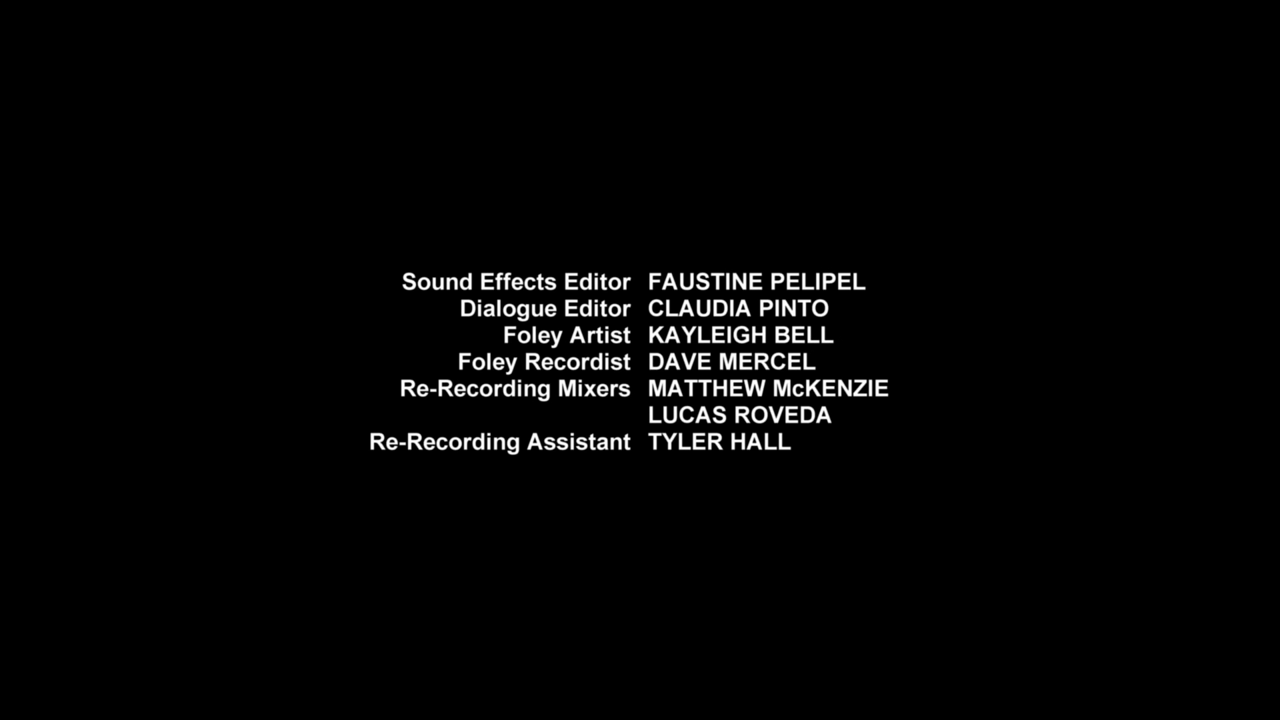 Sound Effects Editor FAUSTINE PELIPEL
Dialogue Editor CLAUDIA PINTO
Foley Artist KAYLEIGH BELL
Foley Recordist DAVE MERCEL
Re-Recording Mixers MATTHEW McKENZIE
LUCAS ROVEDA
Re-Recording Assistant TYLER HALL